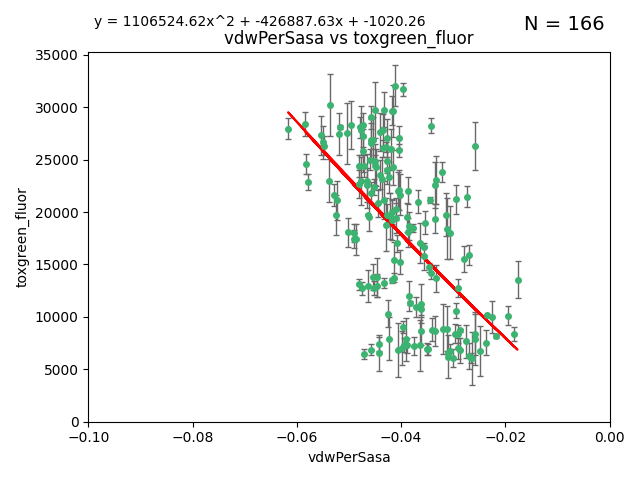 y = 1106524.62x^2 + -426887.63x + -1020.26
N = 166
vdwPerSasa vs toxgreen_fluor
35000
30000
25000
20000
15000
10000
5000
0
toxgreen_fluor
−0.10 −0.08 −0.06 −0.04 −0.02 0.00
vdwPerSasa